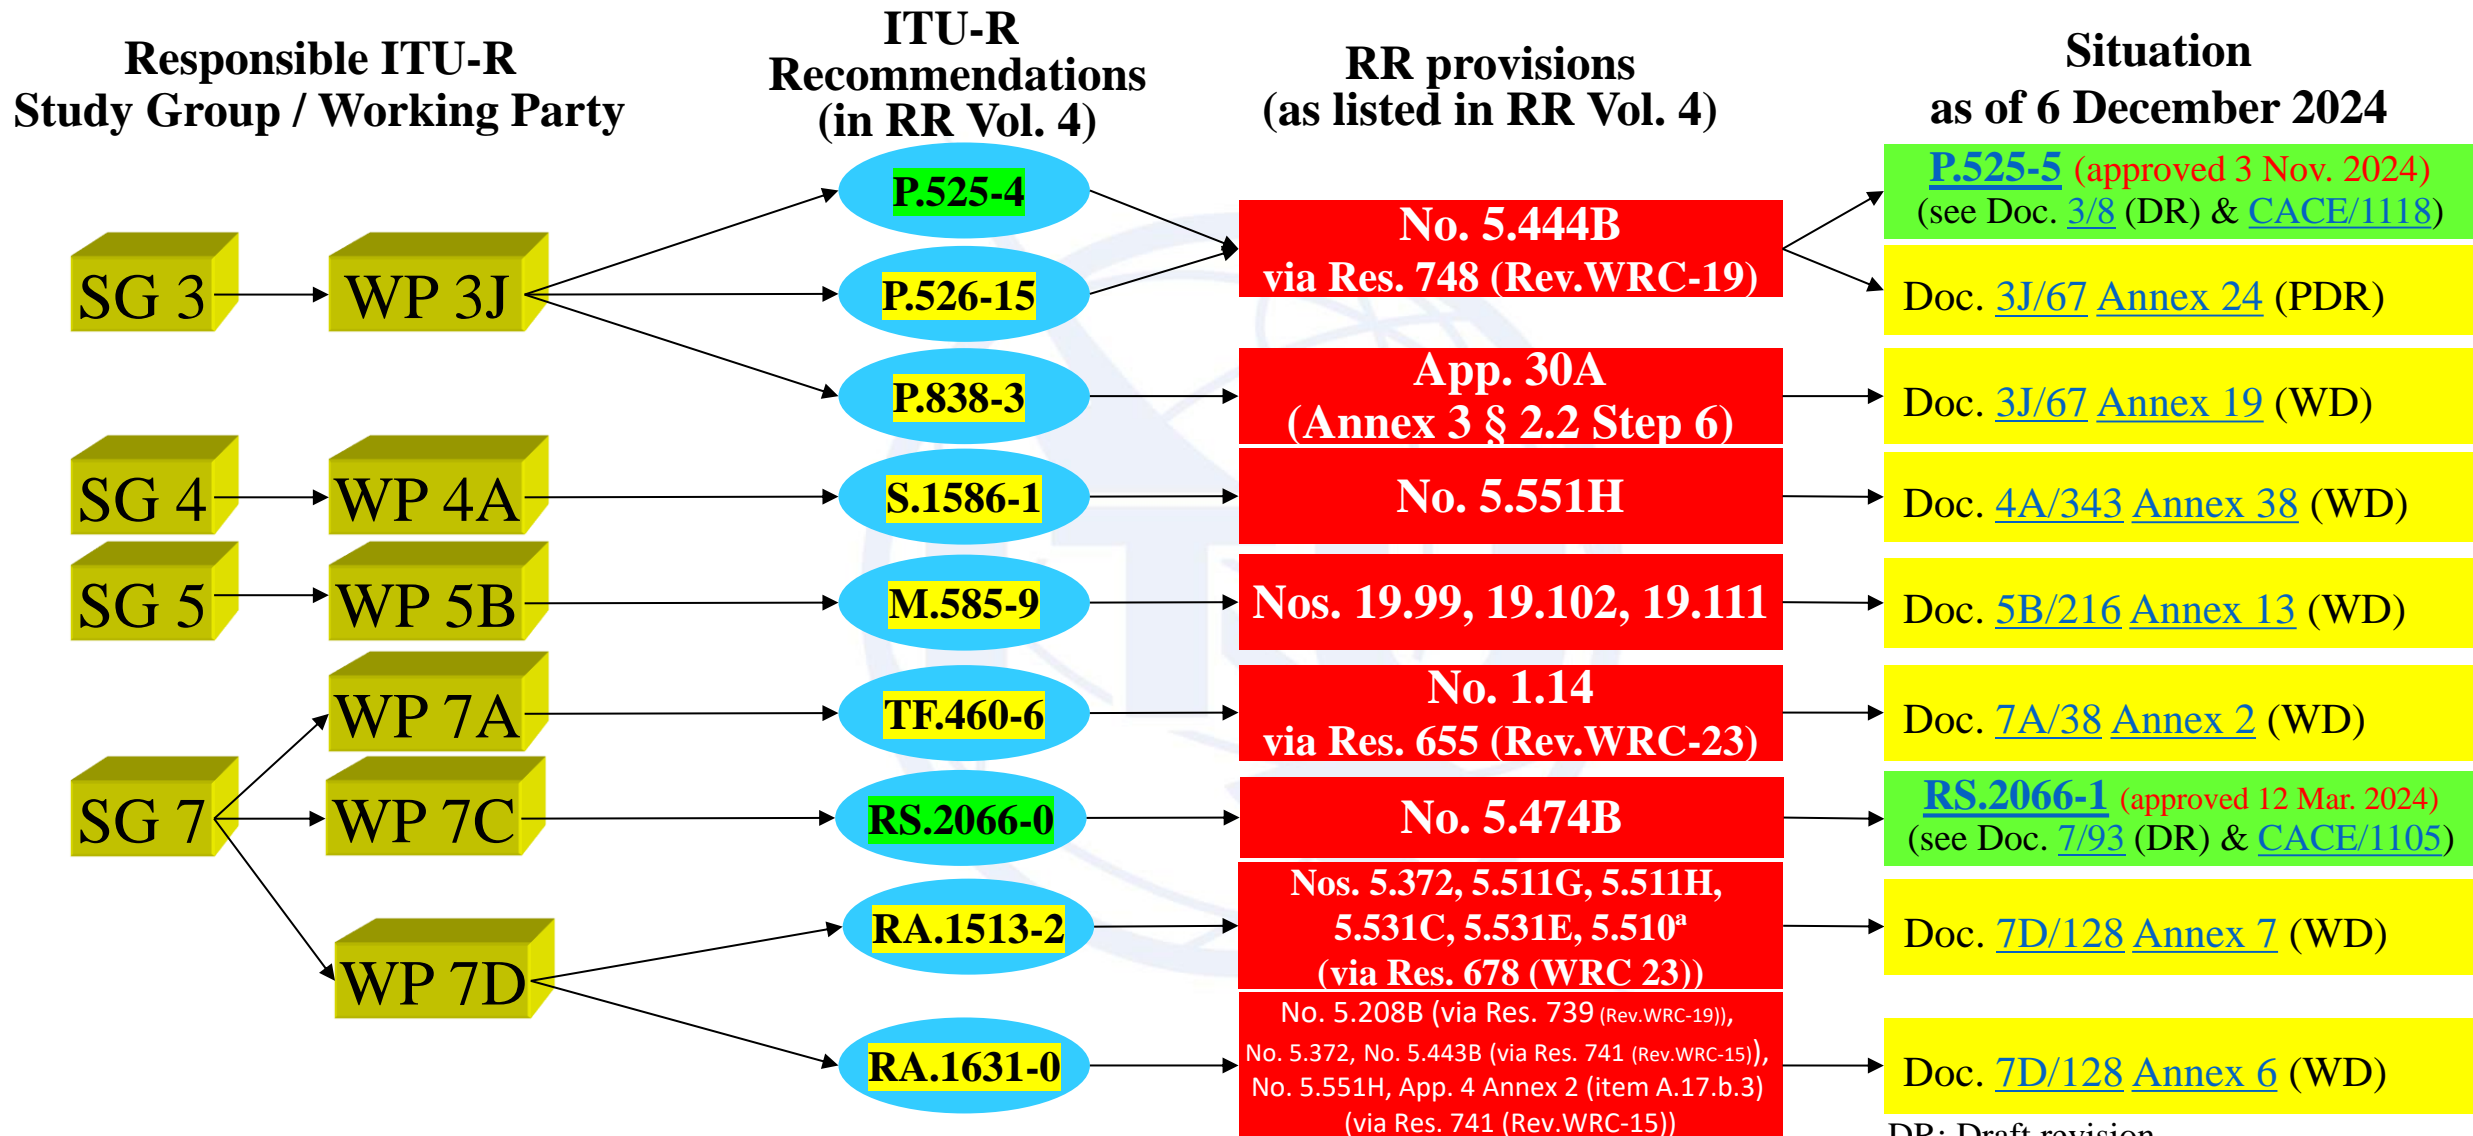 Responsible ITU-R
Study Group / Working Party
ITU-R
Recommendations
(in RR Vol. 4)
RR provisions
(as listed in RR Vol. 4)
Situation
as of 6 December 2024
SG 3
WP 3J
P.525-4
P.526-15
No. 5.444B
via Res. 748 (Rev.WRC-19)
P.525-5 (approved 3 Nov. 2024)
(see Doc. 3/8 (DR) & CACE/1118)
Doc. 3J/67 Annex 24 (PDR)
P.838-3
App. 30A
(Annex 3 § 2.2 Step 6)
Doc. 3J/67 Annex 19 (WD)
SG 4
WP 4A
S.1586-1
No. 5.551H
Doc. 4A/343 Annex 38 (WD)
SG 5
WP 5B
M.585-9
Nos. 19.99, 19.102, 19.111
Doc. 5B/216 Annex 13 (WD)
SG 7
WP 7A
TF.460-6
No. 1.14
via Res. 655 (Rev.WRC-23)
Doc. 7A/38 Annex 2 (WD)
WP 7C
RS.2066-0
No. 5.474B
RS.2066-1 (approved 12 Mar. 2024)
(see Doc. 7/93 (DR) & CACE/1105)
WP 7D
RA.1513-2
Nos. 5.372, 5.511G, 5.511H,
5.531C, 5.531E, 5.510ª
(via Res. 678 (WRC 23))
Doc. 7D/128 Annex 7 (WD)
RA.1631-0
No. 5.208B (via Res. 739 (Rev.WRC-19)),
No. 5.372, No. 5.443B (via Res. 741 (Rev.WRC-15)),
No. 5.551H, App. 4 Annex 2 (item A.17.b.3)
(via Res. 741 (Rev.WRC-15))
Doc. 7D/128 Annex 6 (WD)
DR: Draft revision